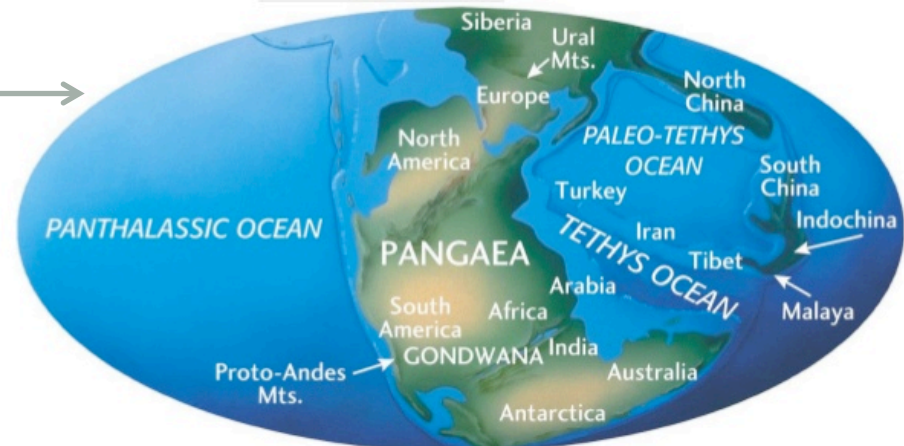 Siberia
Ural
Mts.
Europe
North
China
North
America
PALEO-TETHYS
OCEAN
South
China
Turkey
Indochina
PANTHALASSIC OCEAN
Iran
TETHYS OCEAN
Tibet
PANGAEA
Arabia
Malaya
South
America
Africa
GONDWANA
India
Proto-Andes
Mts.
Australia
Antarctica